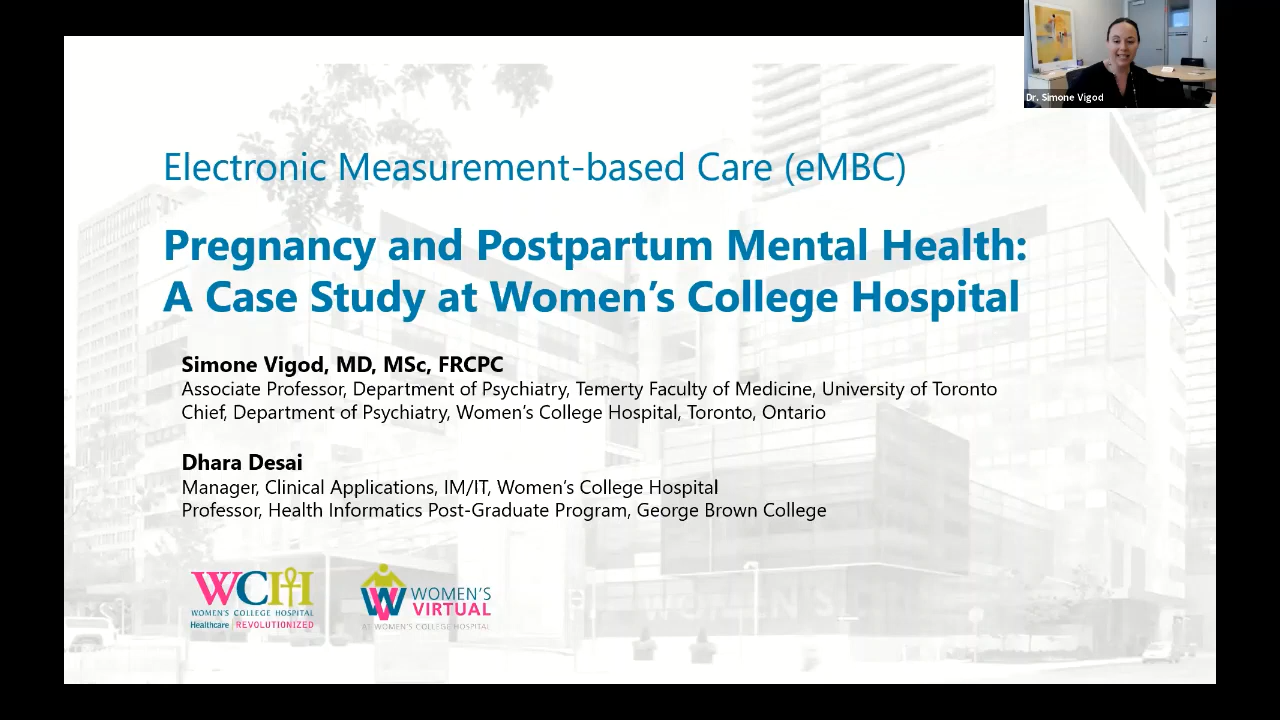 Dr. Simone Vigod
Electronic Measurement-based Care (eMBC)
Pregnancy and Postpartum Mental Health:
A Case Study at Women’s College Hospital
Simone Vigod, MD, MSc, FRCPC
Associate Professor, Department of Psychiatry, Temerty Faculty of Medicine, University of Toronto
Chief, Department of Psychiatry, Women’s College Hospital, Toronto, Ontario
Dhara Desai
Manager, Clinical Applications, IM/IT, Women’s College Hospital
Professor, Health Informatics Post-Graduate Program, George Brown College
WCH
WOMEN'S COLLEGE HOSPITAL
Healthcare | REVOLUTIONIZED
W WOMEN'S
VIRTUAL
AT WOMEN'S COLLEGE HOSPITAL